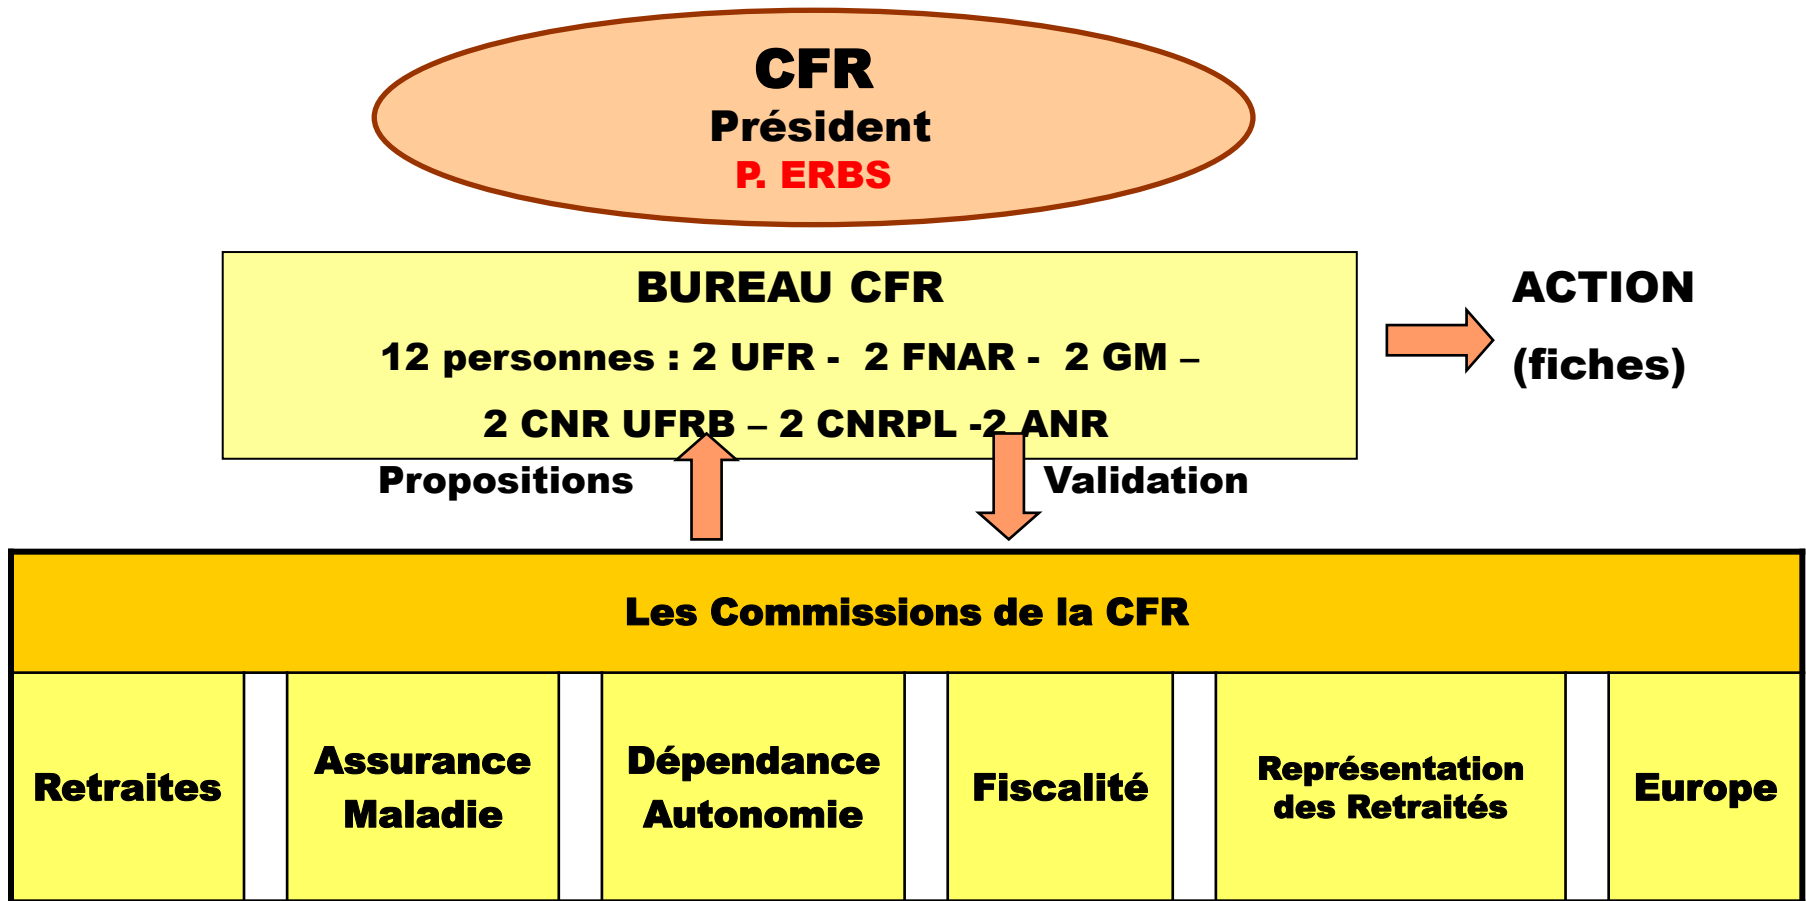 CFR
Président
P. ERBS
BUREAU CFR
12 personnes : 2 UFR - 2 FNAR - 2 GM –
2 CNR UFRB – 2 CNRPL -2 ANR
ACTION
(fiches)
Propositions
Validation
Les Commissions de la CFR
Retraites
Assurance
Maladie
Dépendance
Autonomie
Fiscalité
Représentation
des Retraités
Europe